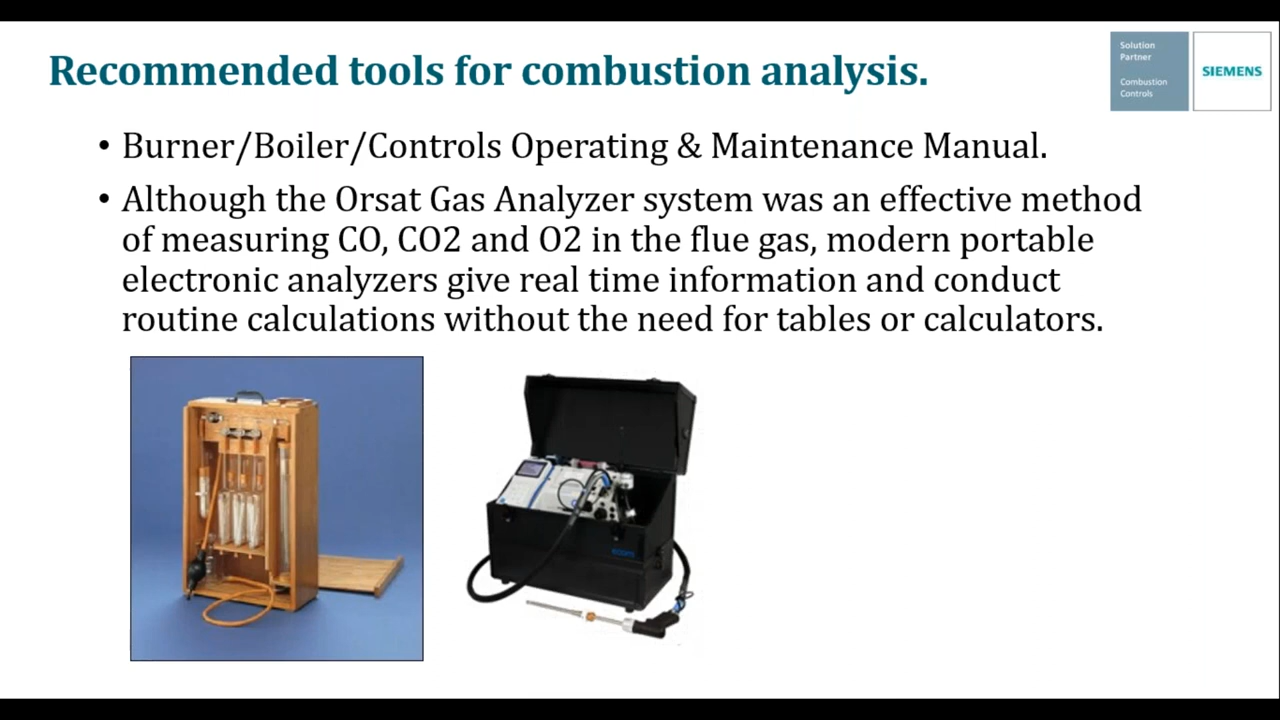 Recommended tools for combustion analysis.
Solution
Partner
Combustion
Controls
SIEMENS
• Burner/Boiler/Controls Operating & Maintenance Manual.
• Although the Orsat Gas Analyzer system was an effective method
of measuring CO, CO2 and O2 in the flue gas, modern portable
electronic analyzers give real time information and conduct
routine calculations without the need for tables or calculators.